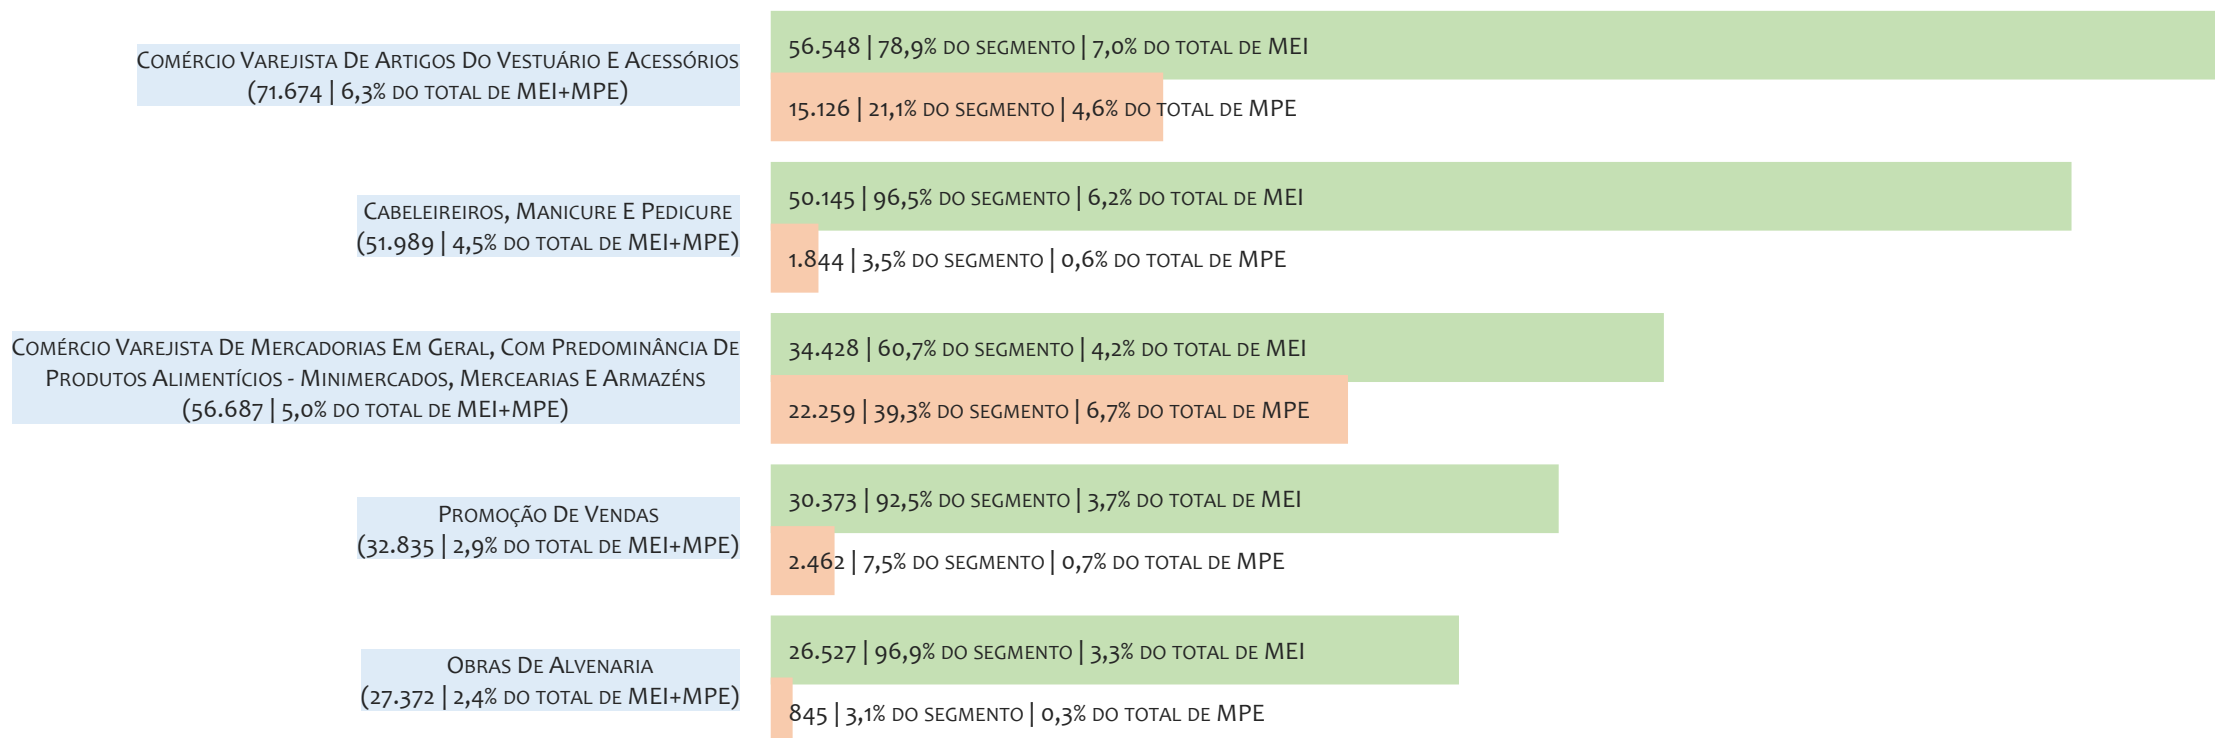 Comércio Varejista De Artigos Do Vestuário E Acessórios
(71.674 | 6,3% do total de MEI+MPE)
56.548 | 78,9% do segmento | 7,0% do total de MEI
15.126 | 21,1% do segmento | 4,6% do total de MPE
Cabeleireiros, Manicure E Pedicure
(51.989 | 4,5% do total de MEI+MPE)
50.145 | 96,5% do segmento | 6,2% do total de MEI
1.844 | 3,5% do segmento | 0,6% do total de MPE
Comércio Varejista De Mercadorias Em Geral, Com Predominância De
Produtos Alimentícios - Minimercados, Mercearias E Armazéns
(56.687 | 5,0% do total de MEI+MPE)
34.428 | 60,7% do segmento | 4,2% do total de MEI
22.259 | 39,3% do segmento | 6,7% do total de MPE
Promoção De Vendas
(32.835 | 2,9% do total de MEI+MPE)
30.373 | 92,5% do segmento | 3,7% do total de MEI
2.462 | 7,5% do segmento | 0,7% do total de MPE
Obras De Alvenaria
(27.372 | 2,4% do total de MEI+MPE)
26.527 | 96,9% do segmento | 3,3% do total de MEI
845 | 3,1% do segmento | 0,3% do total de MPE